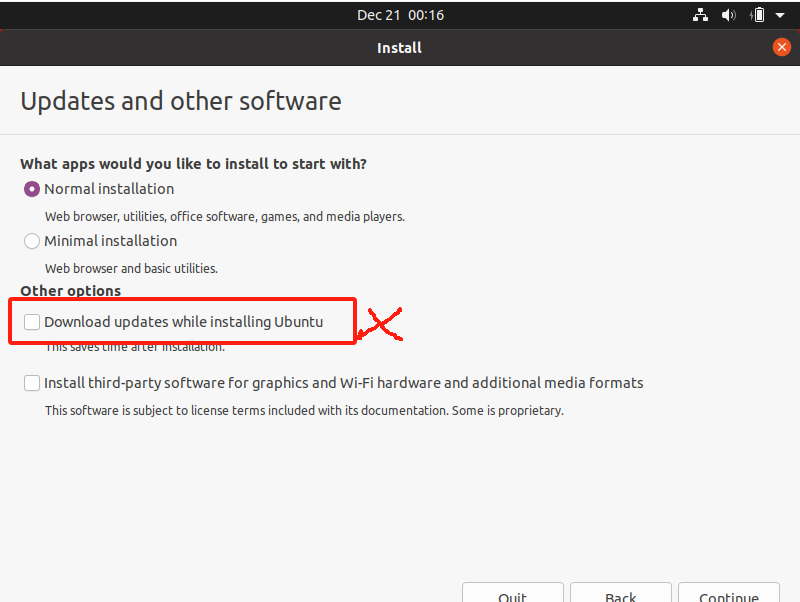 Dec 21 00:16
Install
Updates and other software
What apps would you like to install to start with?
Normal installation
Web browser, utilities, office software, games, and media players.
Minimal installation
Web browser and basic utilities.
Other options
Download updates while installing Ubuntu
This saves time after installation.
Install third-party software for graphics and Wi-Fi hardware and additional media formats
This software is subject to license terms included with its documentation. Some is proprietary.
Quit Back Continue